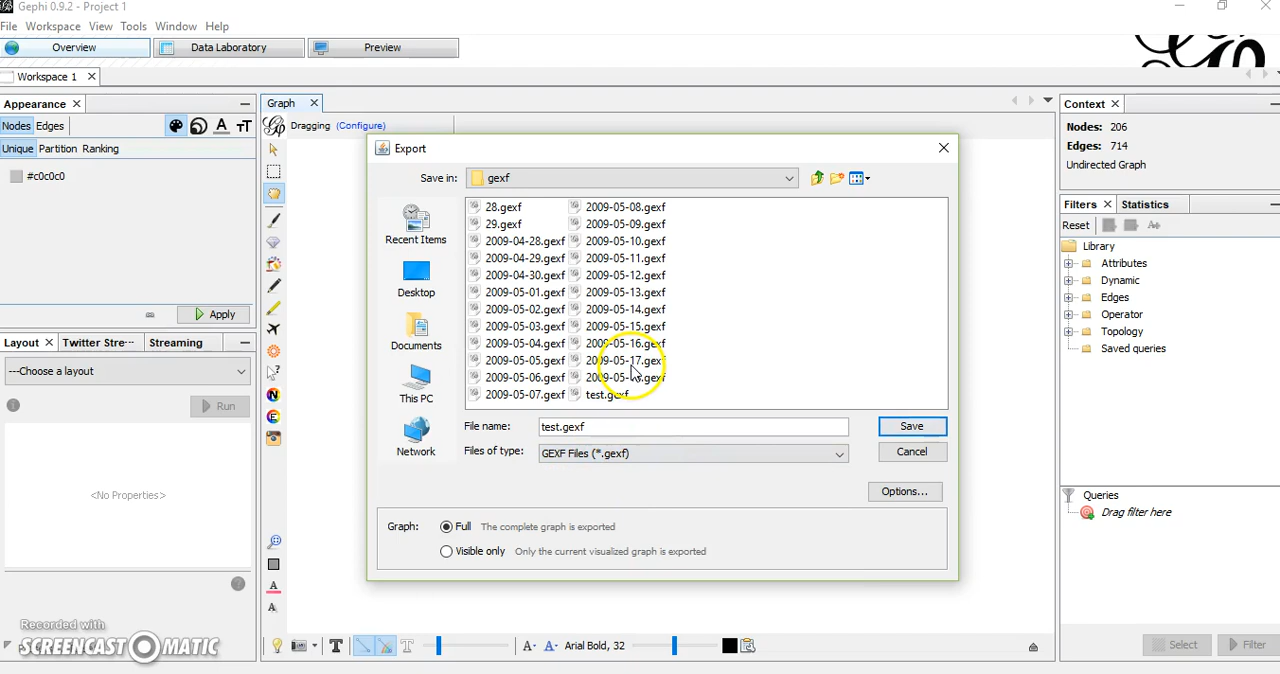 Gephi 0.9.2 - Project 1
File Workspace View Tools Window Help
Overview Data Laboratory Preview
Workspace 1
Appearance
Nodes Edges
Unique Partition Ranking
#c0c0c0
Apply
Layout Twitter Stre··· Streaming
---Choose a layout
Run
<No Properties>
Recorded with
SCREENCAST MATIC
Graph
Dragging (Configure)
Export
Save in: gexf
Recent Items
Desktop
Documents
This PC
Network
28.gexf
29.gexf
2009-04-28.gexf
2009-04-29.gexf
2009-04-30.gexf
2009-05-01.gexf
2009-05-02.gexf
2009-05-03.gexf
2009-05-04.gexf
2009-05-05.gexf
2009-05-06.gexf
2009-05-07.gexf
2009-05-08.gexf
2009-05-09.gexf
2009-05-10.gexf
2009-05-11.gexf
2009-05-12.gexf
2009-05-13.gexf
2009-05-14.gexf
2009-05-15.gexf
2009-05-16.gexf
2009-05-17.gexf
test.gexf
File name: test.gexf Save
Files of type: GEXF Files (*.gexf) Cancel
Options...
Graph: Full The complete graph is exported
Visible only Only the current visualized graph is exported
Arial Bold, 32
Context
Nodes: 206
Edges: 714
Undirected Graph
Filters Statistics
Reset
Library
Attributes
Dynamic
Edges
Operator
Topology
Saved queries
Queries
Drag filter here
Select Filter